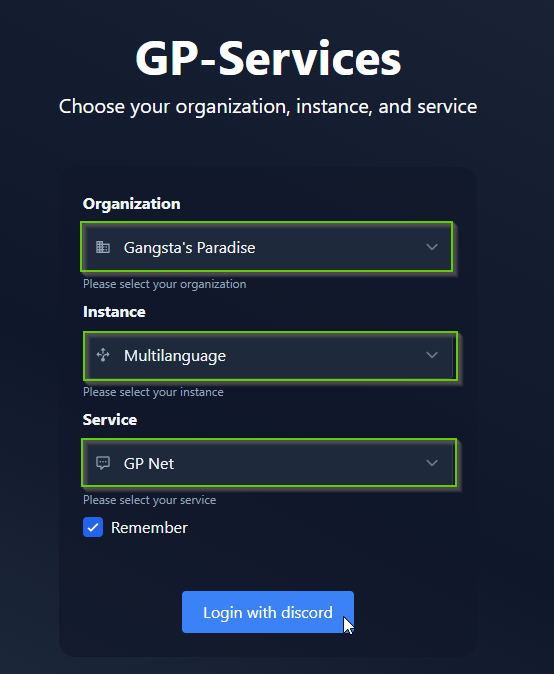 GP-Services
Choose your organization, instance, and service
Organization
Gangsta's Paradise
Please select your organization
Instance
Multilanguage
Please select your instance
Service
GP Net
Please select your service
Remember
Login with discord